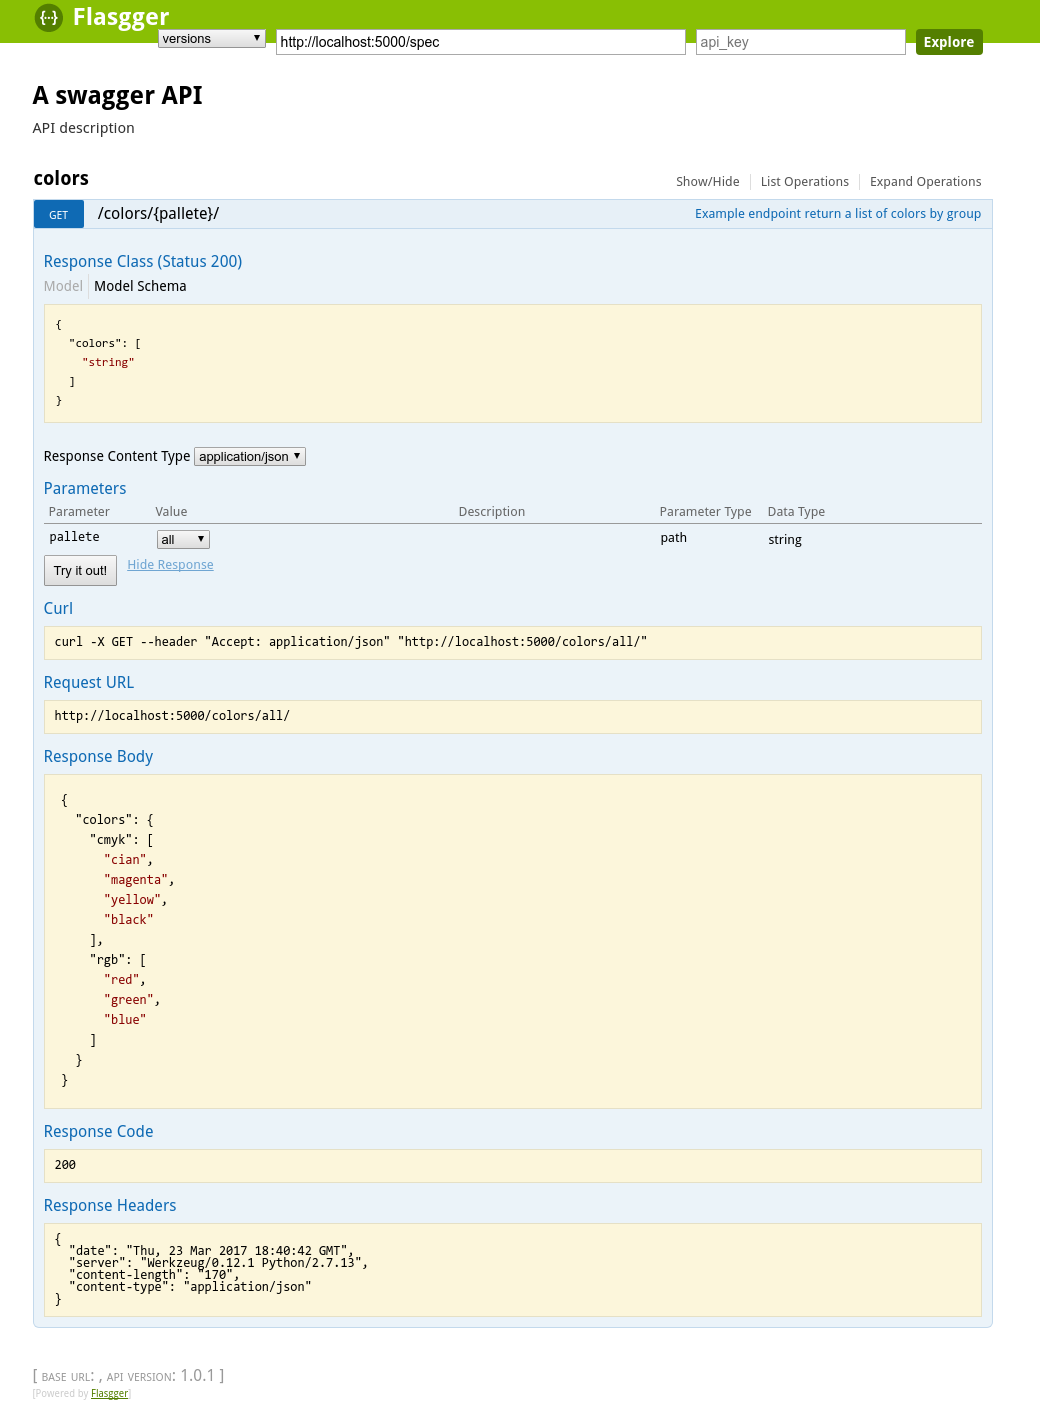 {···} Flasgger
versions http://localhost:5000/spec api_key Explore
A swagger API
API description
colors Show/Hide List Operations Expand Operations
GET /colors/{pallete}/ Example endpoint return a list of colors by group
Response Class (Status 200)
Model Model Schema
{
  "colors": [
    "string"
  ]
}
Response Content Type application/json
Parameters
Parameter Value Description Parameter Type Data Type
pallete all path string
Try it out! Hide Response
Curl
curl -X GET --header "Accept: application/json" "http://localhost:5000/colors/all/"
Request URL
http://localhost:5000/colors/all/
Response Body
{
  "colors": {
    "cmyk": [
      "cian",
      "magenta",
      "yellow",
      "black"
    ],
    "rgb": [
      "red",
      "green",
      "blue"
    ]
  }
}
Response Code
200
Response Headers
{
  "date": "Thu, 23 Mar 2017 18:40:42 GMT",
  "server": "Werkzeug/0.12.1 Python/2.7.13",
  "content-length": "170",
  "content-type": "application/json"
}
[ BASE URL: , API VERSION: 1.0.1 ]
[Powered by Flasgger]